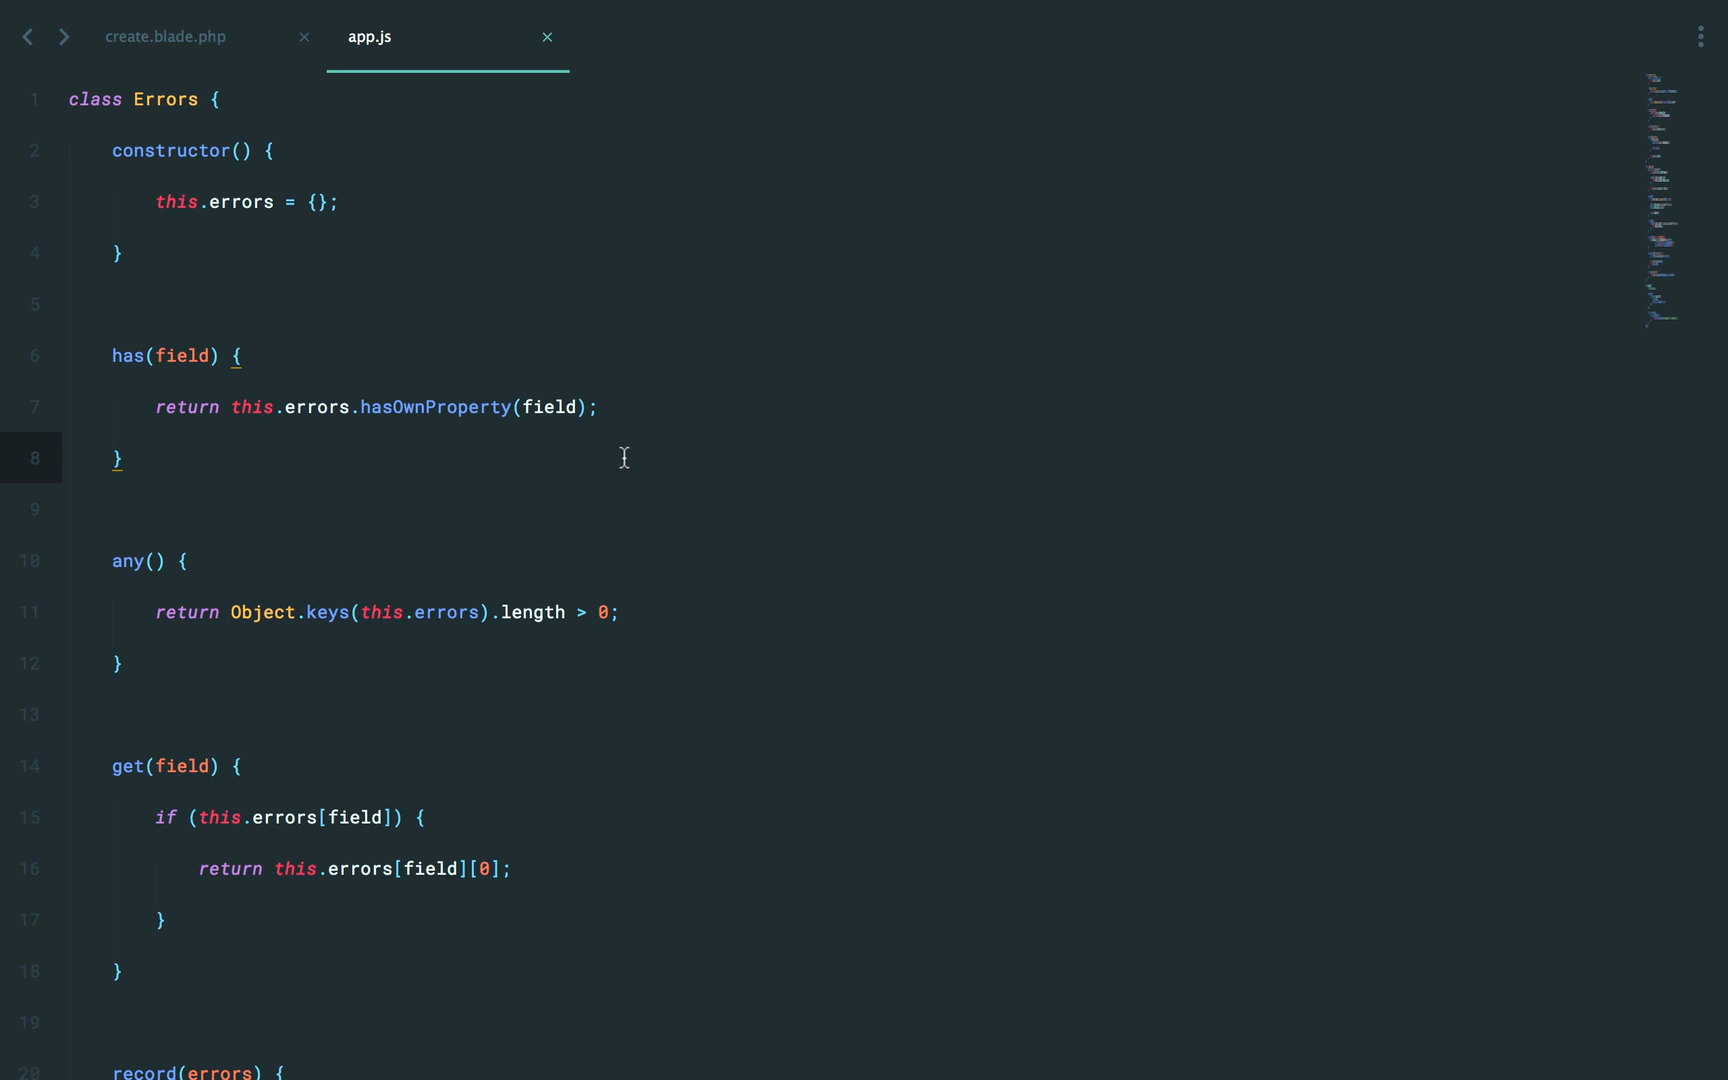 create.blade.php
app.js
1 class Errors {
2 constructor() {
3 this.errors = {};
4 }
5
6 has(field) {
7 return this.errors.hasOwnProperty(field);
8 }
9
10 any() {
11 return Object.keys(this.errors).length > 0;
12 }
13
14 get(field) {
15 if (this.errors[field]) {
16 return this.errors[field][0];
17 }
18 }
19
20 record(errors) {